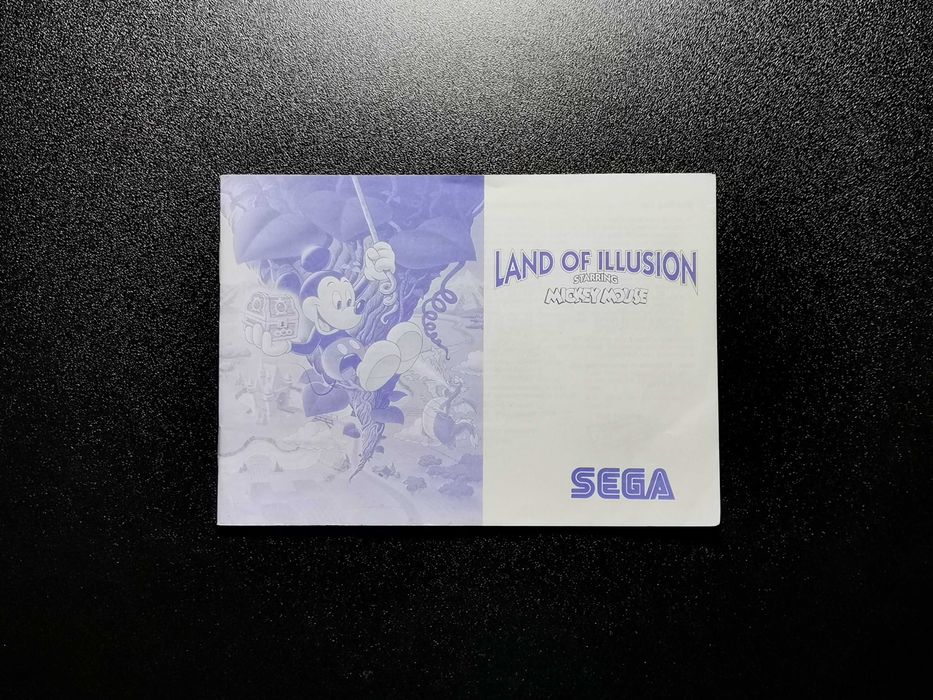 LAND OF ILLUSION
STARRING
MICKEY MOUSE
SEGA